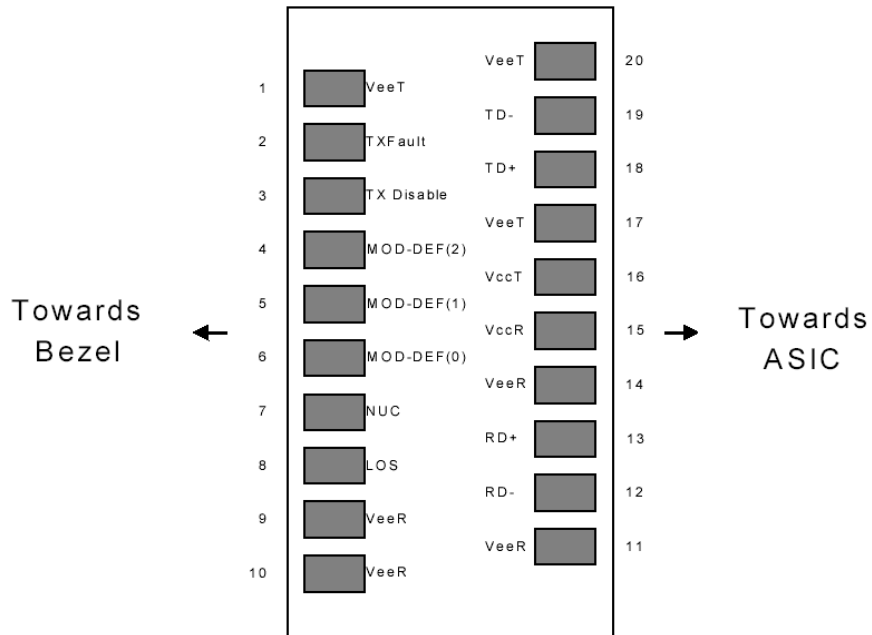 VeeT 20
1 VeeT
TD- 19
2 TXFault
TD+ 18
3 TX Disable
VeeT 17
4 MOD-DEF(2)
VccT 16
5 MOD-DEF(1)
Towards
Bezel
VccR 15
Towards
ASIC
6 MOD-DEF(0)
VeeR 14
7 NUC
RD+ 13
8 LOS
RD- 12
9 VeeR
VeeR 11
10 VeeR